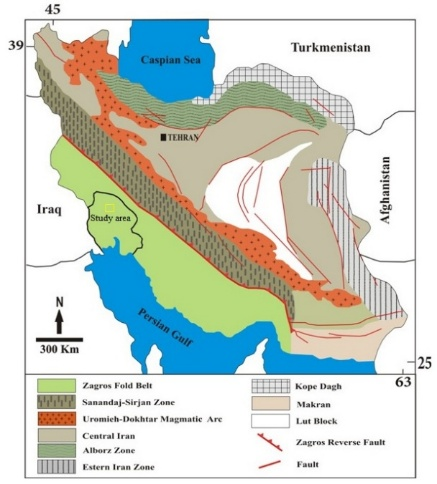 45
39
Caspian Sea
Turkmenistan
TEHRAN
Afghanistan
Iraq
Study area
N
300 Km
Persian Gulf
25
63
Zagros Fold Belt
Sanandaj-Sirjan Zone
Uromieh-Dokhtar Magmatic Arc
Central Iran
Alborz Zone
Estern Iran Zone
Kope Dagh
Makran
Lut Block
Zagros Reverse Fault
Fault